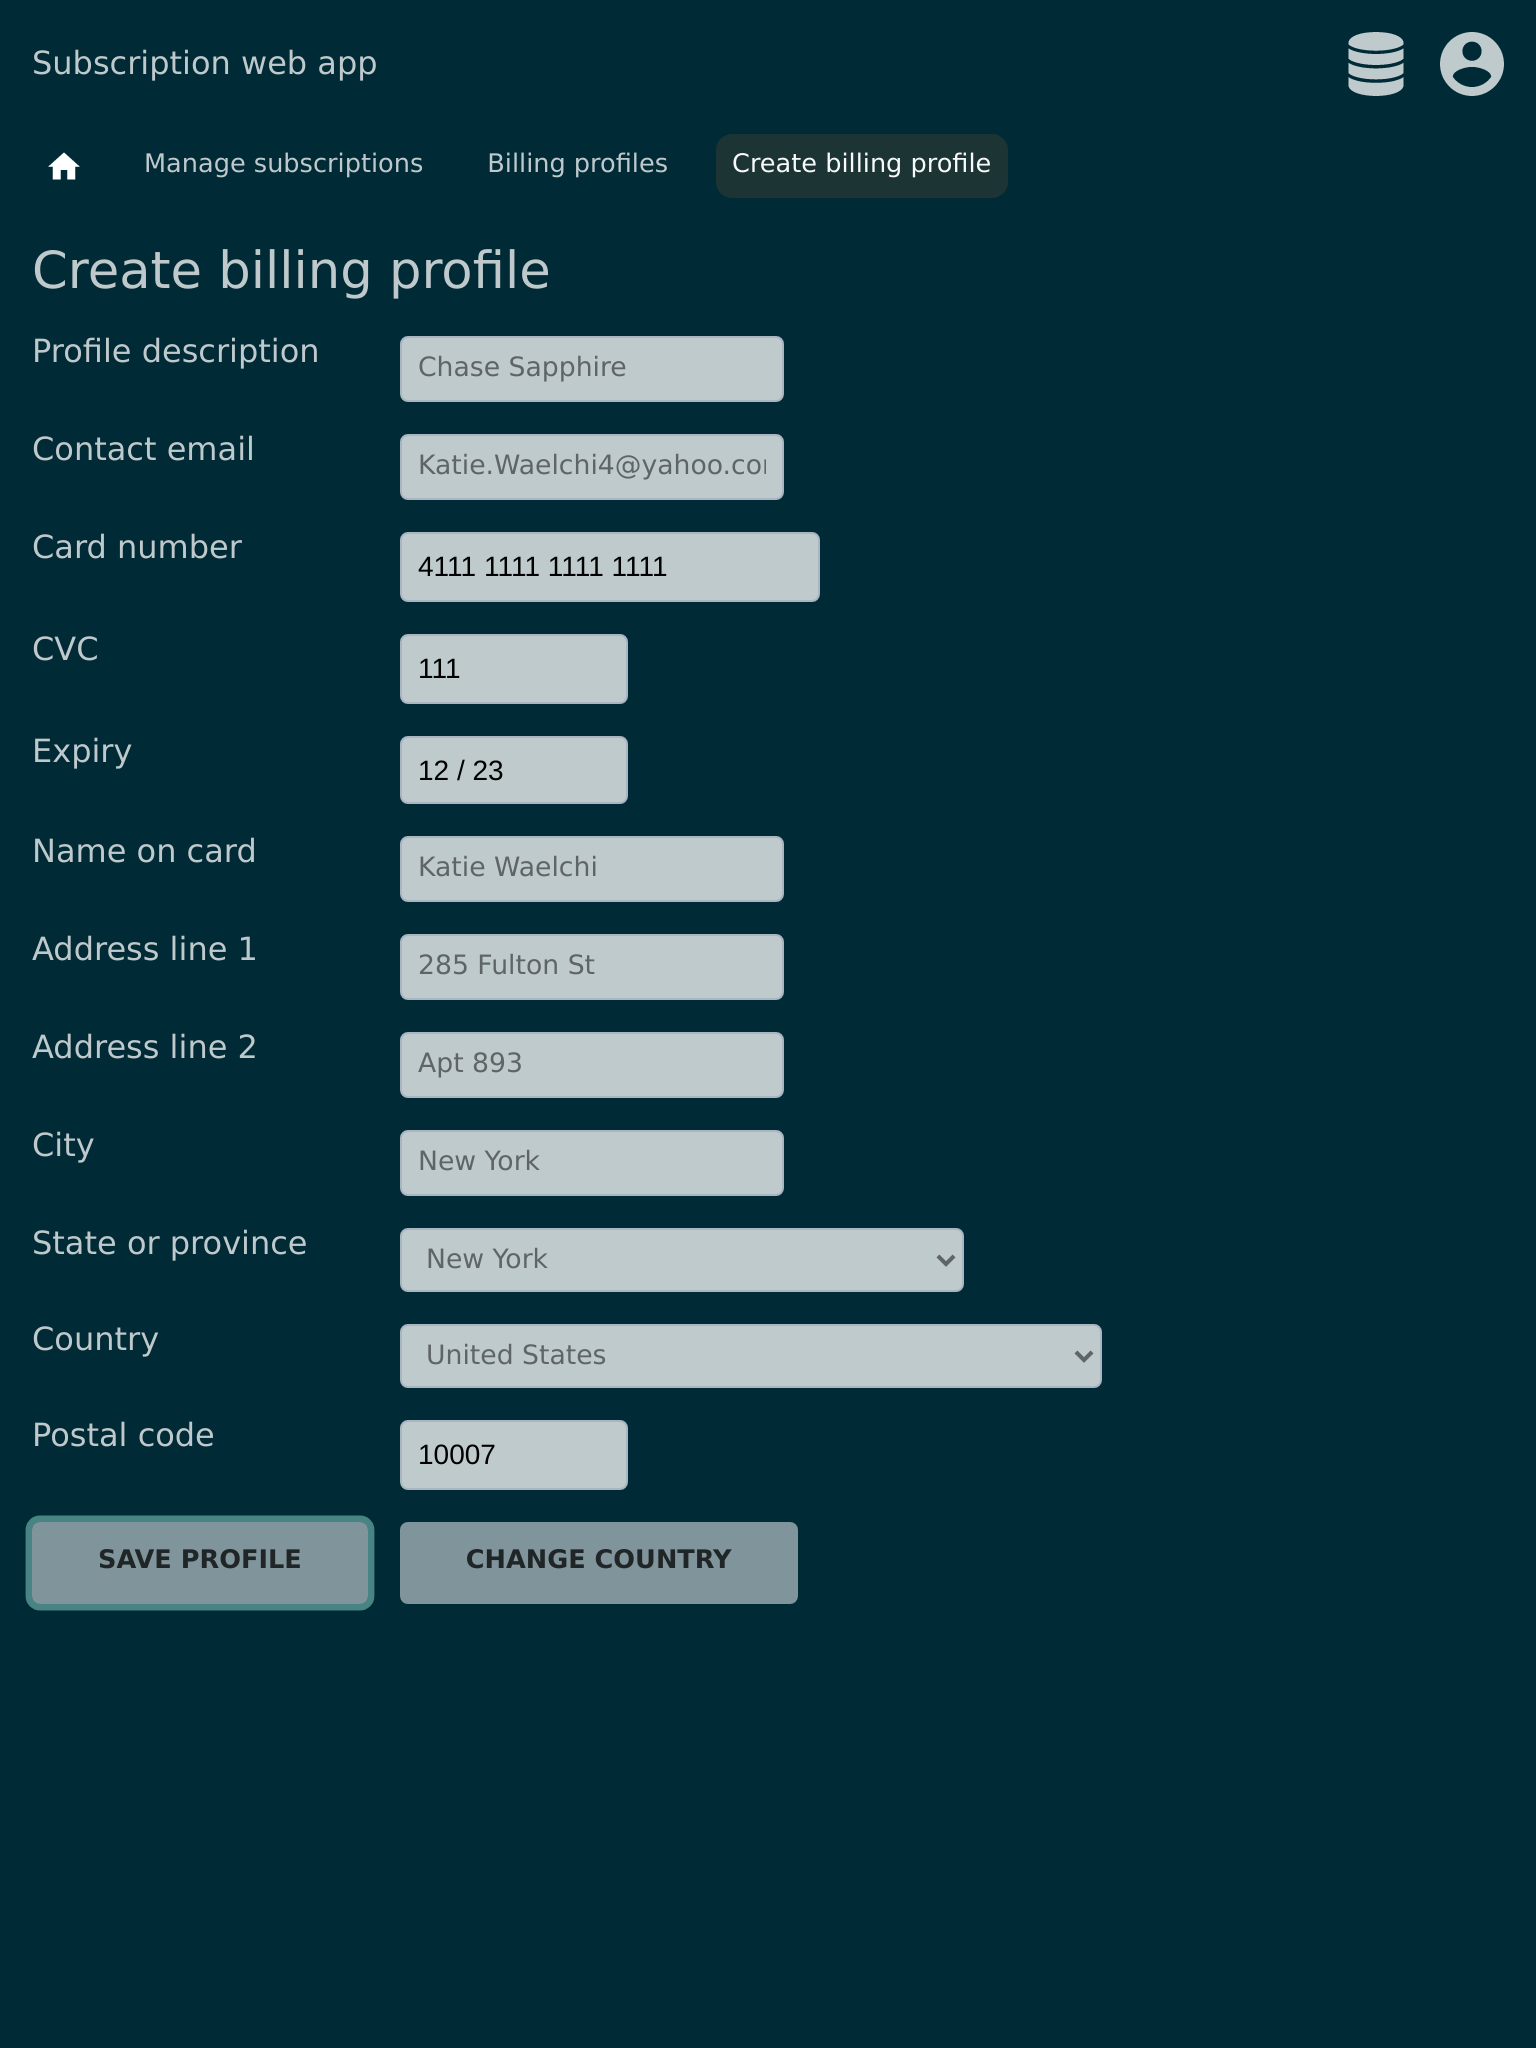 Subscription web app
Manage subscriptions Billing profiles Create billing profile
Create billing profile
Profile description Chase Sapphire
Contact email Katie.Waelchi4@yahoo.co
Card number 4111 1111 1111 1111
CVC 111
Expiry 12 / 23
Name on card Katie Waelchi
Address line 1 285 Fulton St
Address line 2 Apt 893
City New York
State or province New York
Country United States
Postal code 10007
SAVE PROFILE CHANGE COUNTRY